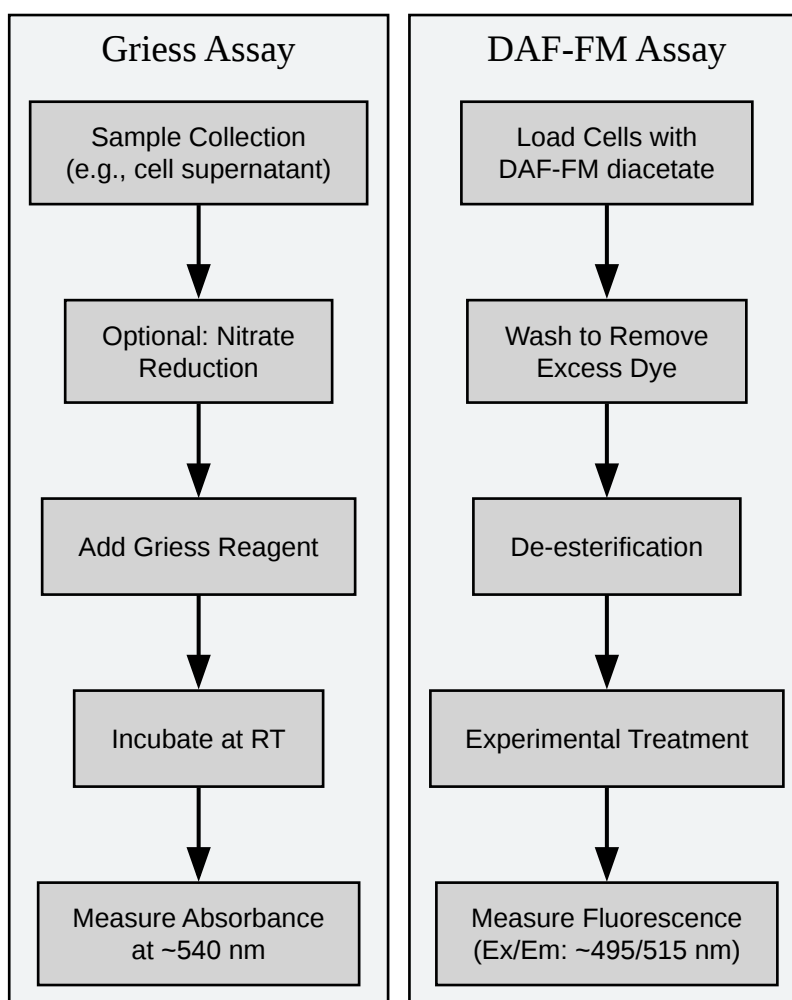 Griess Assay
Sample Collection
(e.g., cell supernatant)
Optional: Nitrate
Reduction
Add Griess Reagent
Incubate at RT
Measure Absorbance
at ~540 nm
DAF-FM Assay
Load Cells with
DAF-FM diacetate
Wash to Remove
Excess Dye
De-esterification
Experimental Treatment
Measure Fluorescence
(Ex/Em: ~495/515 nm)